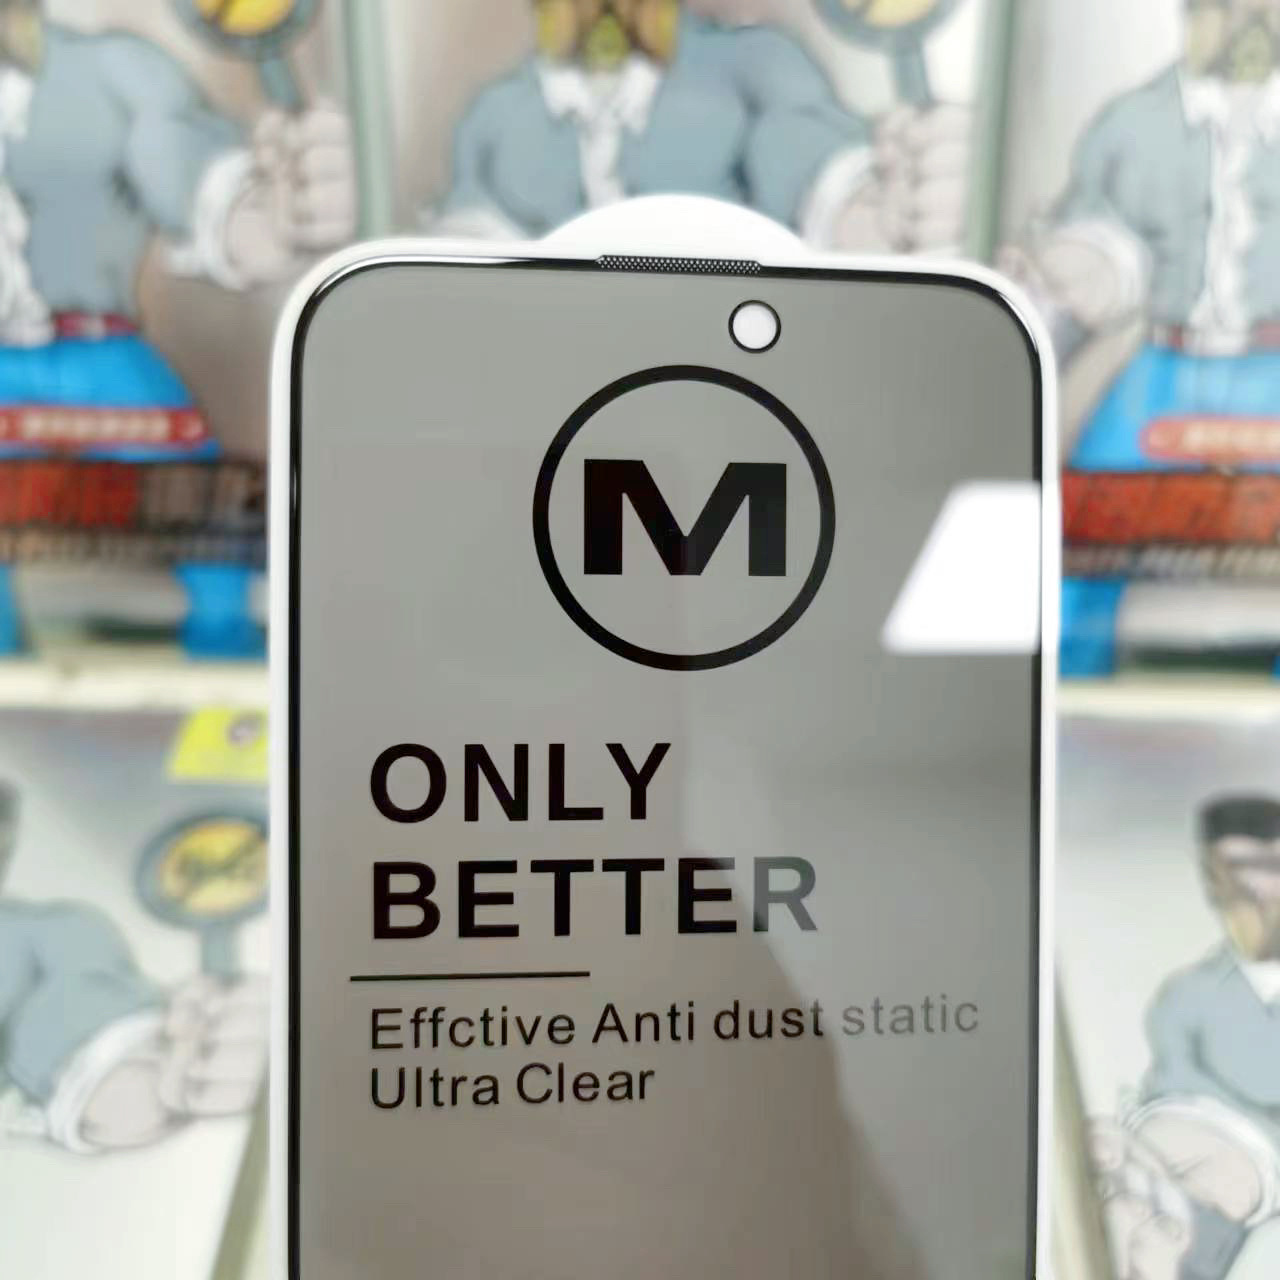 M
ONLY
BETTER
Effctive Anti dust static
Ultra Clear